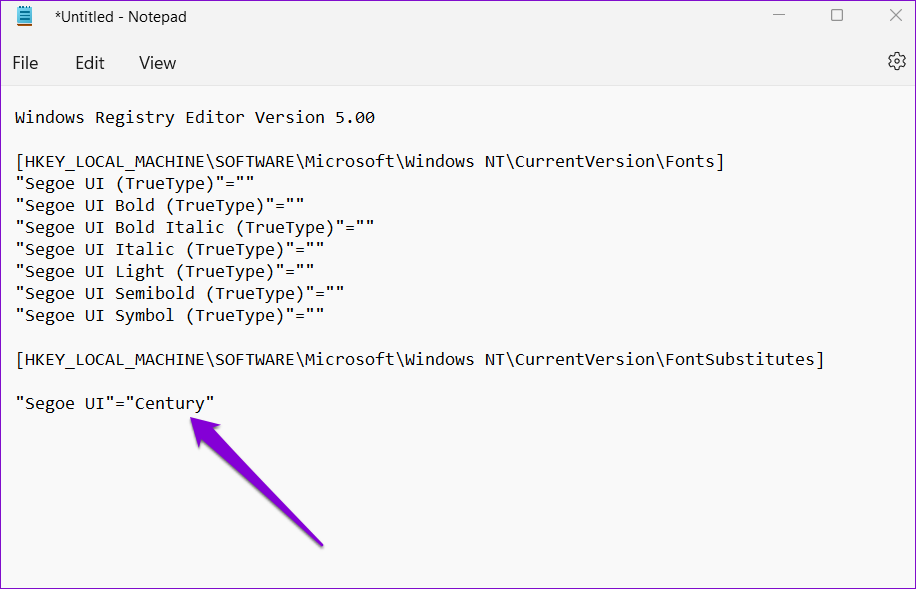 *Untitled - Notepad
File Edit View
Windows Registry Editor Version 5.00
[HKEY_LOCAL_MACHINE\SOFTWARE\Microsoft\Windows NT\CurrentVersion\Fonts]
"Segoe UI (TrueType)"=""
"Segoe UI Bold (TrueType)"=""
"Segoe UI Bold Italic (TrueType)"=""
"Segoe UI Italic (TrueType)"=""
"Segoe UI Light (TrueType)"=""
"Segoe UI Semibold (TrueType)"=""
"Segoe UI Symbol (TrueType)"=""
[HKEY_LOCAL_MACHINE\SOFTWARE\Microsoft\Windows NT\CurrentVersion\FontSubstitutes]
"Segoe UI"="Century"